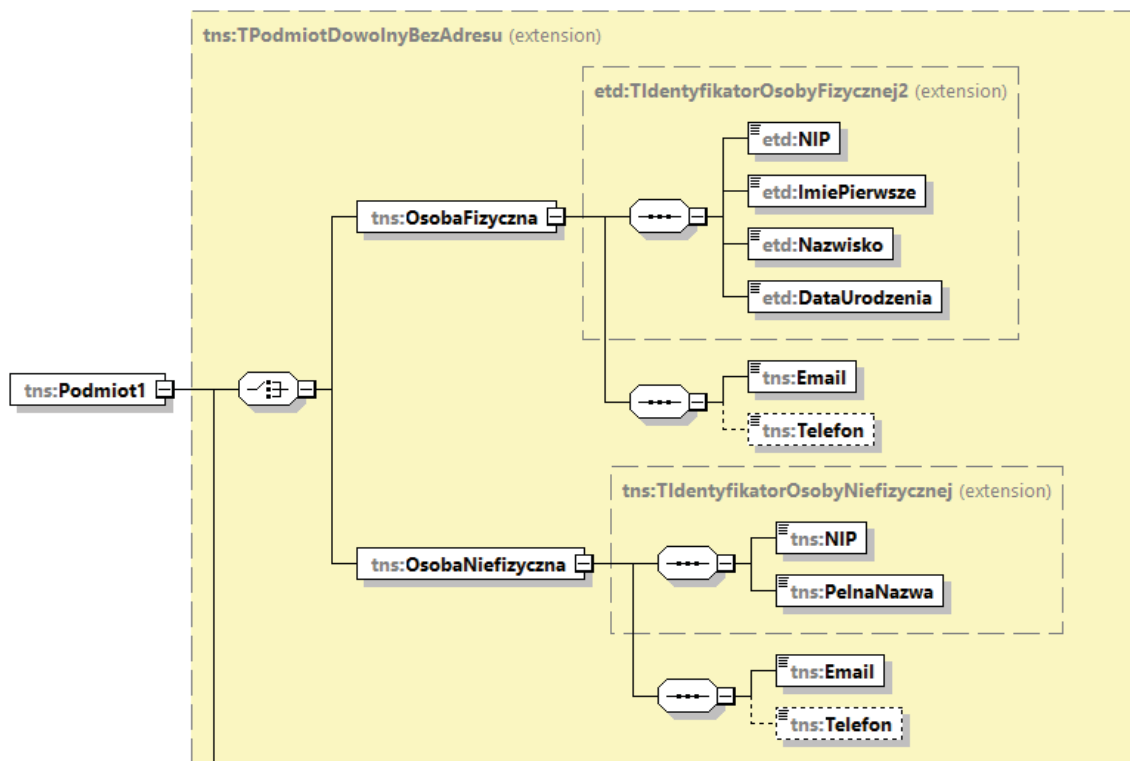 tns:TPodmiotDowolnyBezAdresu (extension)
etd:TIdentyfikatorOsobyFizycznej2 (extension)
etd:NIP
etd:ImiePierwsze
tns:OsobaFizyczna
etd:Nazwisko
etd:DataUrodzenia
tns:Podmiot1
tns:Email
tns:Telefon
tns:TIdentyfikatorOsobyNiefizycznej (extension)
tns:NIP
tns:OsobaNiefizyczna
tns:PelnaNazwa
tns:Email
tns:Telefon